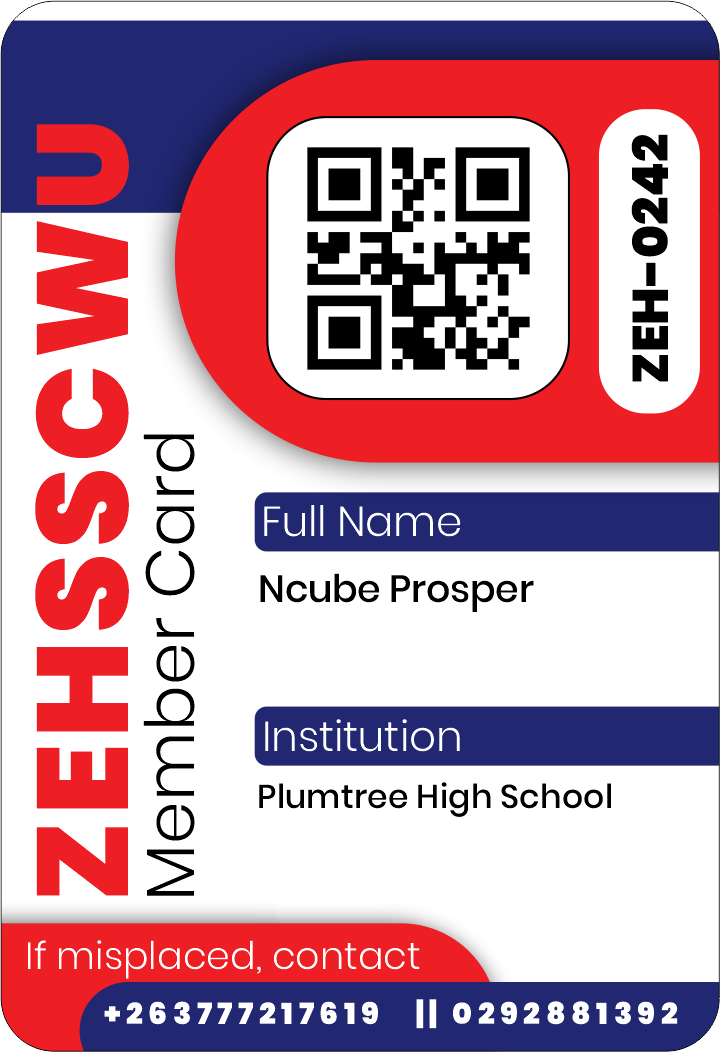 ZEHSSCWU
Member Card
ZEH-0242
Full Name
Ncube Prosper
Institution
Plumtree High School
If misplaced, contact
+263777217619 || 0292881392